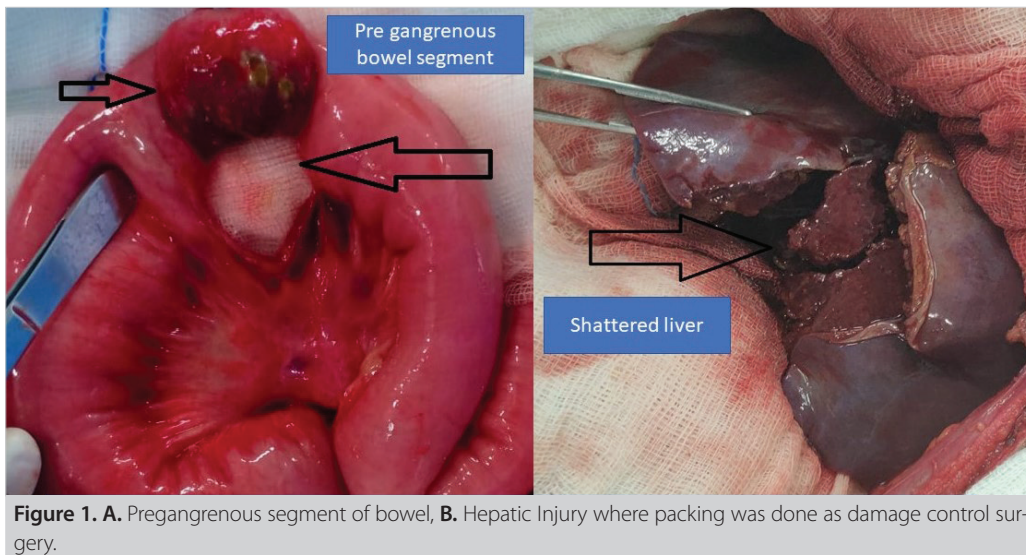 Pre gangrenous
bowel segment
Shattered liver
Figure 1. A. Pregangrenous segment of bowel, B. Hepatic Injury where packing was done as damage control sur-
gery.